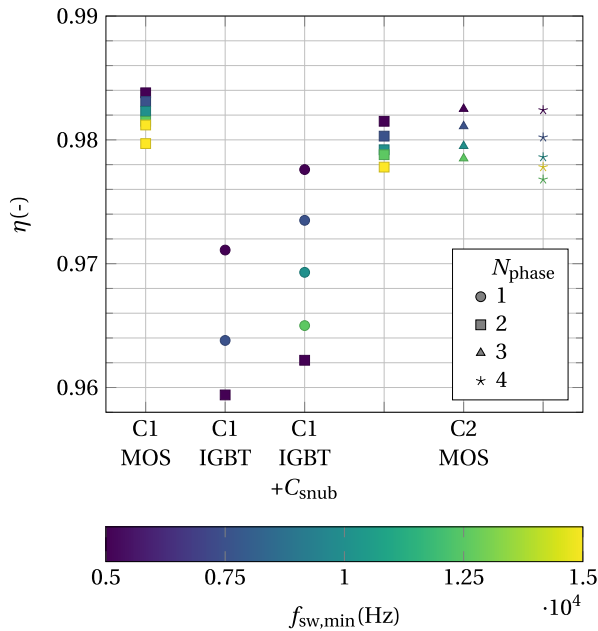 0.99
0.98
0.97
0.96
η(-)
N_phase
1
2
3
4
C1 C1 C1 C2
MOS IGBT IGBT MOS
+C_snub
0.5 0.75 1 1.25 1.5
·10^4
f_sw,min(Hz)